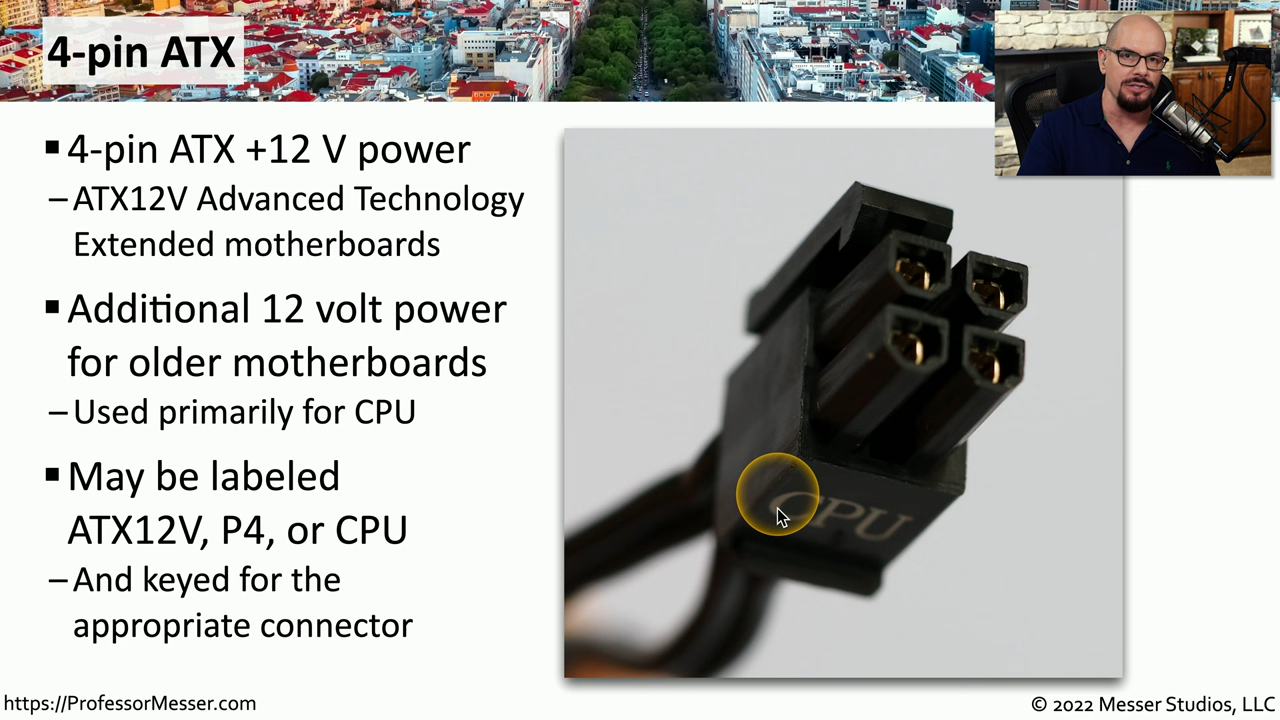 4-pin ATX
▪ 4-pin ATX +12 V power
– ATX12V Advanced Technology
Extended motherboards
▪ Additional 12 volt power
for older motherboards
– Used primarily for CPU
▪ May be labeled
ATX12V, P4, or CPU
– And keyed for the
appropriate connector
CPU
https://ProfessorMesser.com
© 2022 Messer Studios, LLC